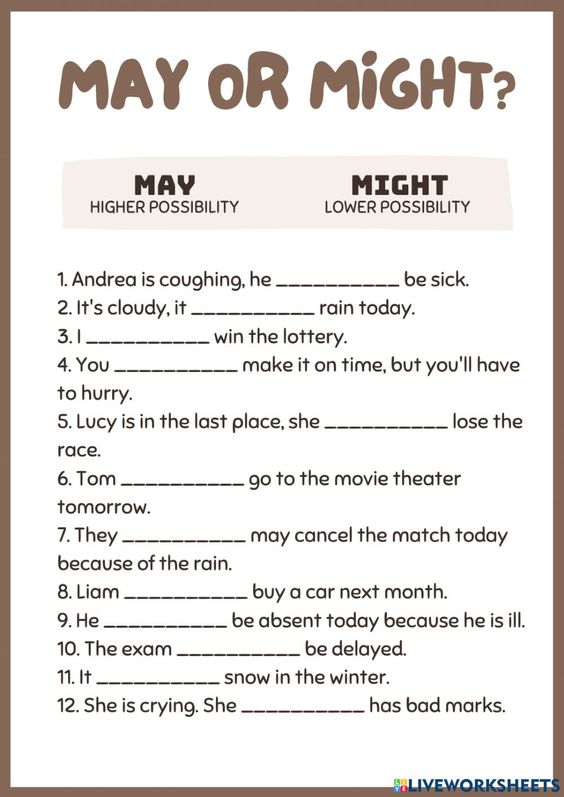 MAY OR MIGHT?
MAY
HIGHER POSSIBILITY
MIGHT
LOWER POSSIBILITY
1. Andrea is coughing, he __________ be sick.
2. It's cloudy, it __________ rain today.
3. I __________ win the lottery.
4. You __________ make it on time, but you'll have
to hurry.
5. Lucy is in the last place, she __________ lose the
race.
6. Tom __________ go to the movie theater
tomorrow.
7. They __________ may cancel the match today
because of the rain.
8. Liam __________ buy a car next month.
9. He __________ be absent today because he is ill.
10. The exam __________ be delayed.
11. It __________ snow in the winter.
12. She is crying. She __________ has bad marks.
LIVE LIVEWORKSHEETS